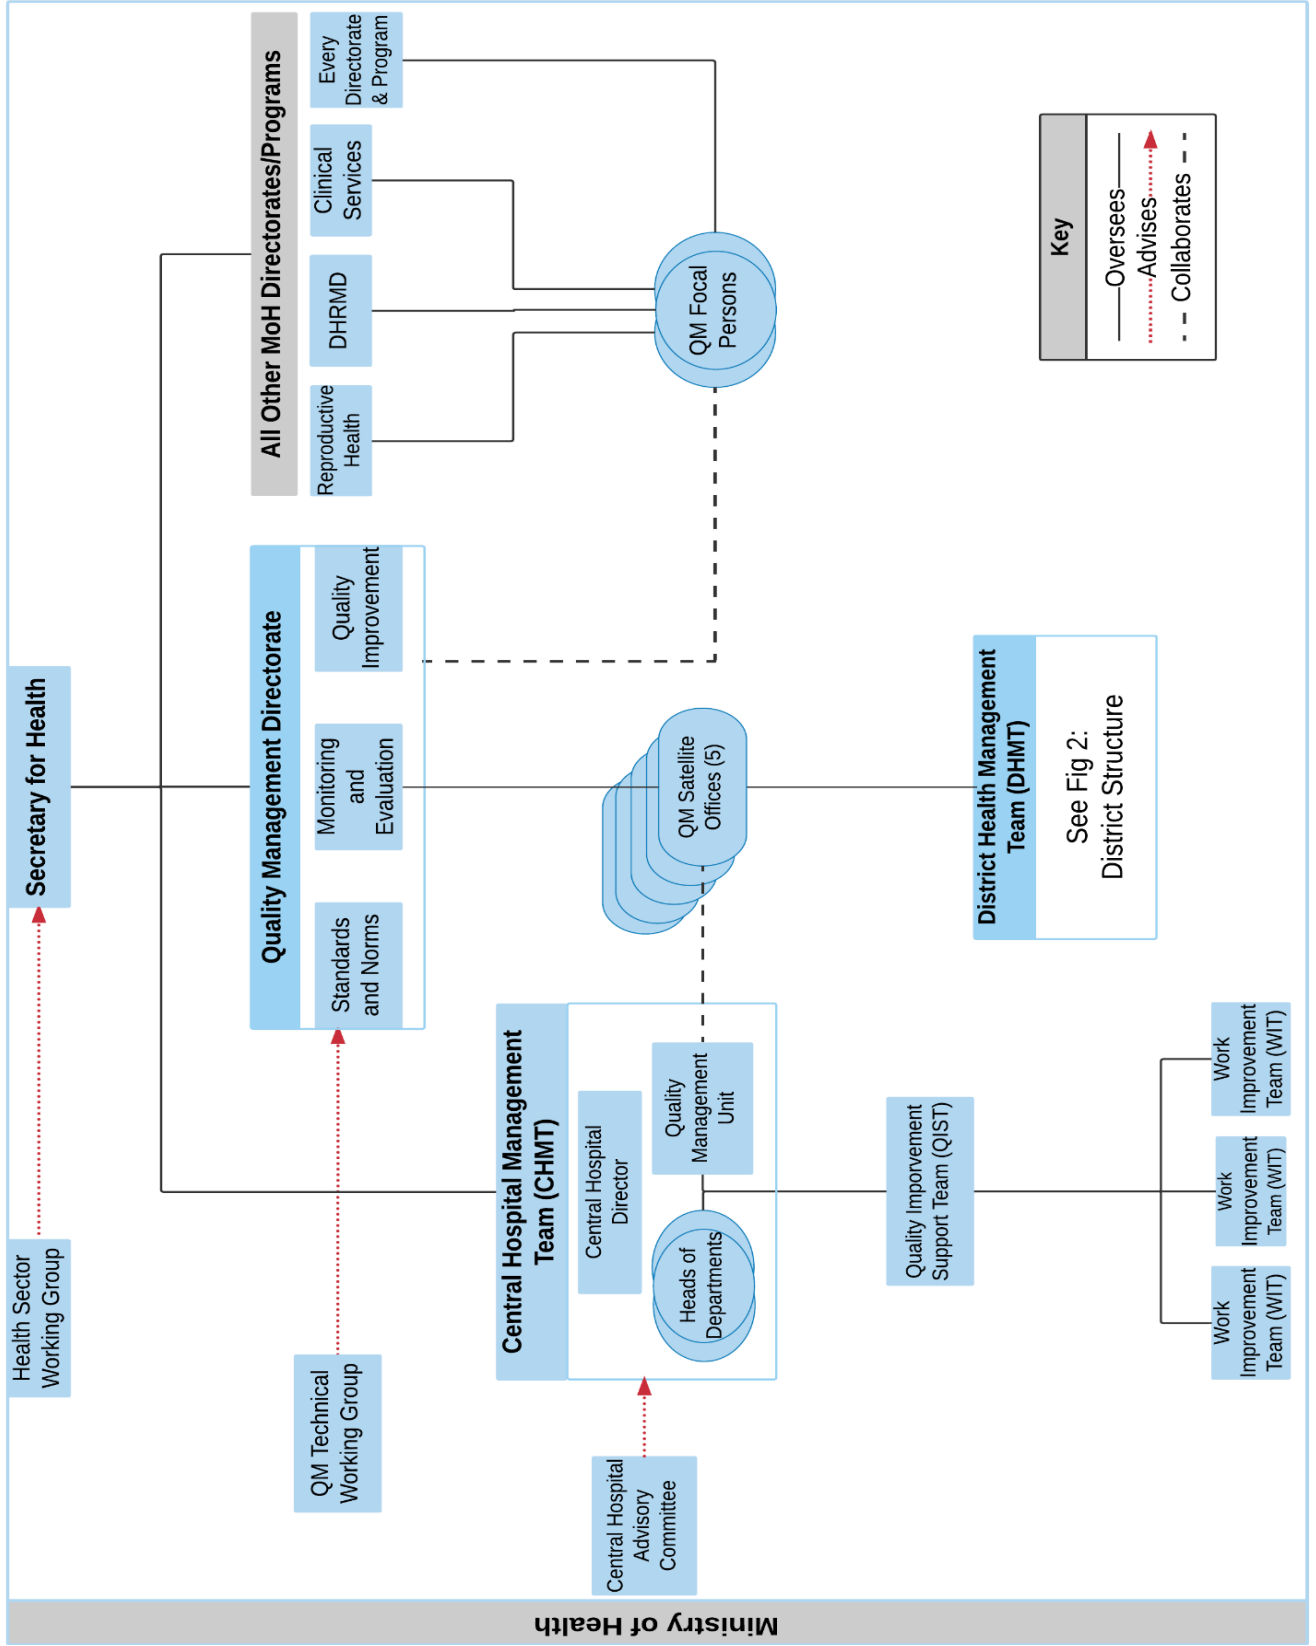 Ministry of Health
Secretary for Health
Health Sector
Working Group
Quality Management Directorate
Standards
and Norms
Monitoring
and
Evaluation
Quality
Improvement
QM Technical
Working Group
All Other MoH Directorates/Programs
Reproductive
Health
DHRMD
Clinical
Services
Every
Directorate
& Program
Central Hospital Management
Team (CHMT)
Central Hospital
Director
Heads of
Departments
Quality
Management
Unit
Central Hospital
Advisory
Committee
QM Satellite
Offices (5)
QM Focal
Persons
Quality Imporvement
Support Team (QIST)
Work
Improvement
Team (WIT)
Work
Improvement
Team (WIT)
Work
Improvement
Team (WIT)
District Health Management
Team (DHMT)
See Fig 2:
District Structure
Key
Oversees
Advises
Collaborates